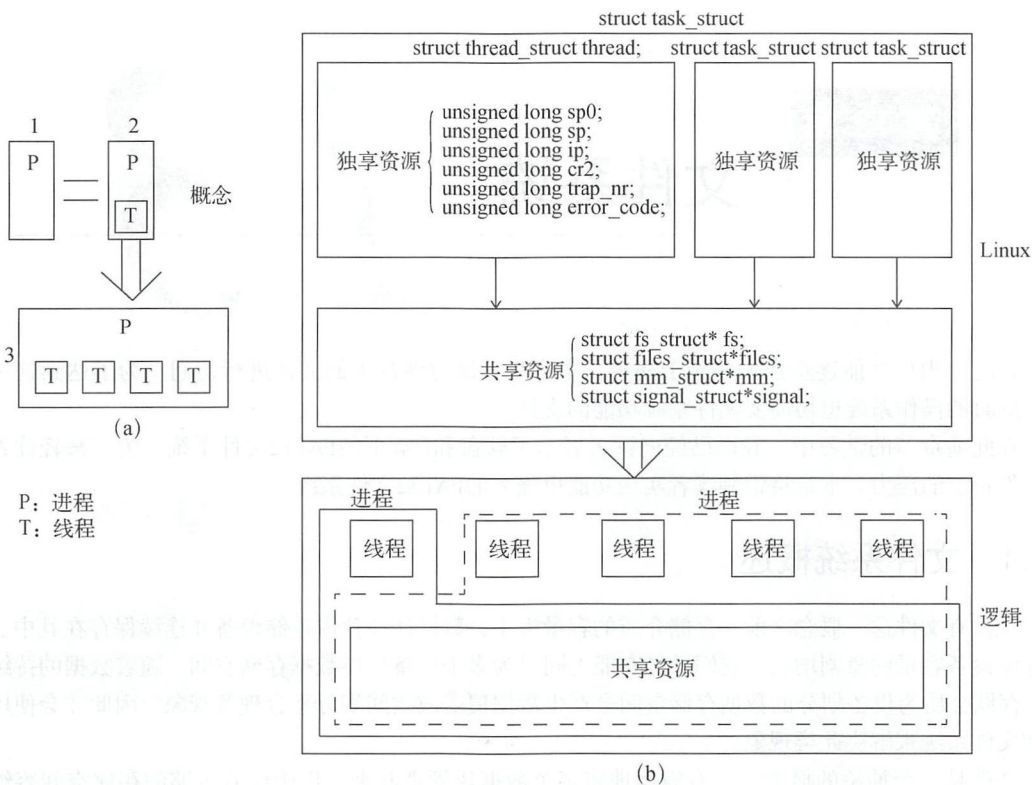 struct task_struct
struct thread_struct thread;
struct task_struct
struct task_struct
独享资源
unsigned long sp0;
unsigned long sp;
unsigned long ip;
unsigned long cr2;
unsigned long trap_nr;
unsigned long error_code;
独享资源
独享资源
Linux
共享资源
struct fs_struct* fs;
struct files_struct*files;
struct mm_struct*mm;
struct signal_struct*signal;
1
2
P
P
T
概念
3
P
T
T
T
T
(a)
P：进程
T：线程
进程
进程
线程
线程
线程
线程
线程
逻辑
共享资源
(b)